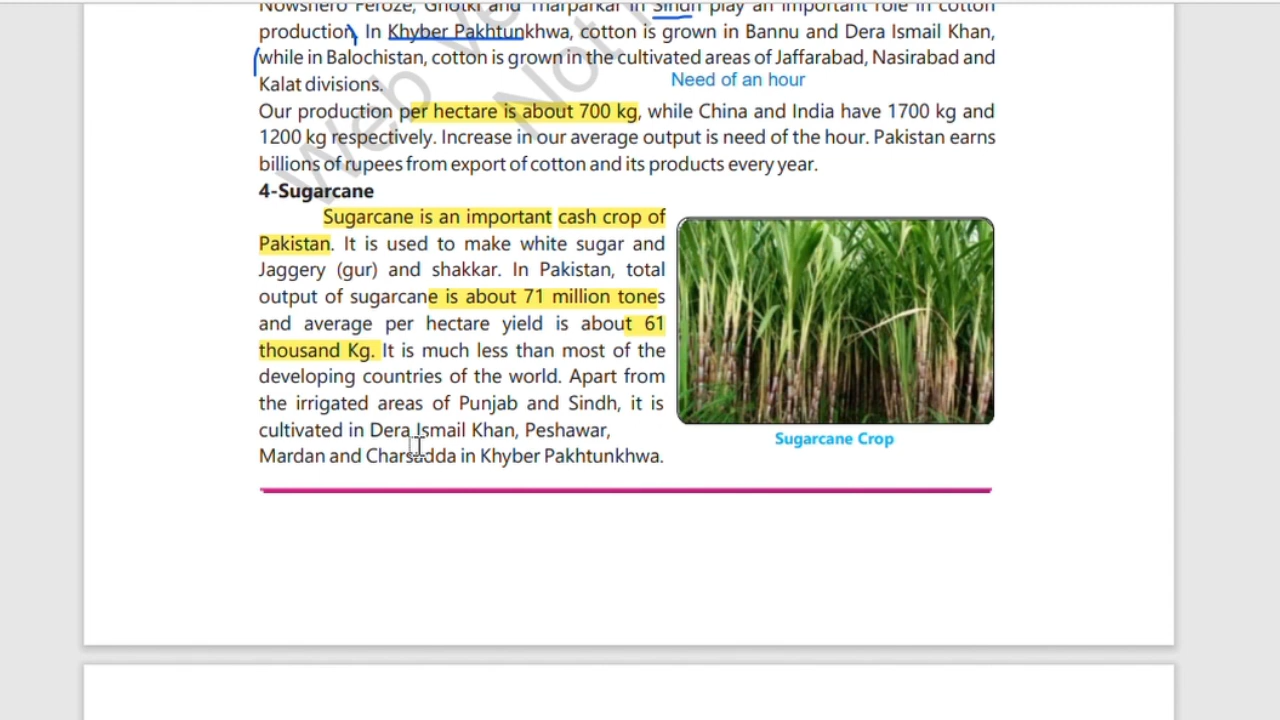 Nowshero Feroze, Ghotki and Tharparkar in Sindh play an important role in cotton
production. In Khyber Pakhtunkhwa, cotton is grown in Bannu and Dera Ismail Khan,
while in Balochistan, cotton is grown in the cultivated areas of Jaffarabad, Nasirabad and
Kalat divisions.
Need of an hour
Our production per hectare is about 700 kg, while China and India have 1700 kg and
1200 kg respectively. Increase in our average output is need of the hour. Pakistan earns
billions of rupees from export of cotton and its products every year.
4-Sugarcane
Sugarcane is an important cash crop of
Pakistan. It is used to make white sugar and
Jaggery (gur) and shakkar. In Pakistan, total
output of sugarcane is about 71 million tones
and average per hectare yield is about 61
thousand Kg. It is much less than most of the
developing countries of the world. Apart from
the irrigated areas of Punjab and Sindh, it is
cultivated in Dera Ismail Khan, Peshawar,
Mardan and Charsadda in Khyber Pakhtunkhwa.
Sugarcane Crop
Web
Not